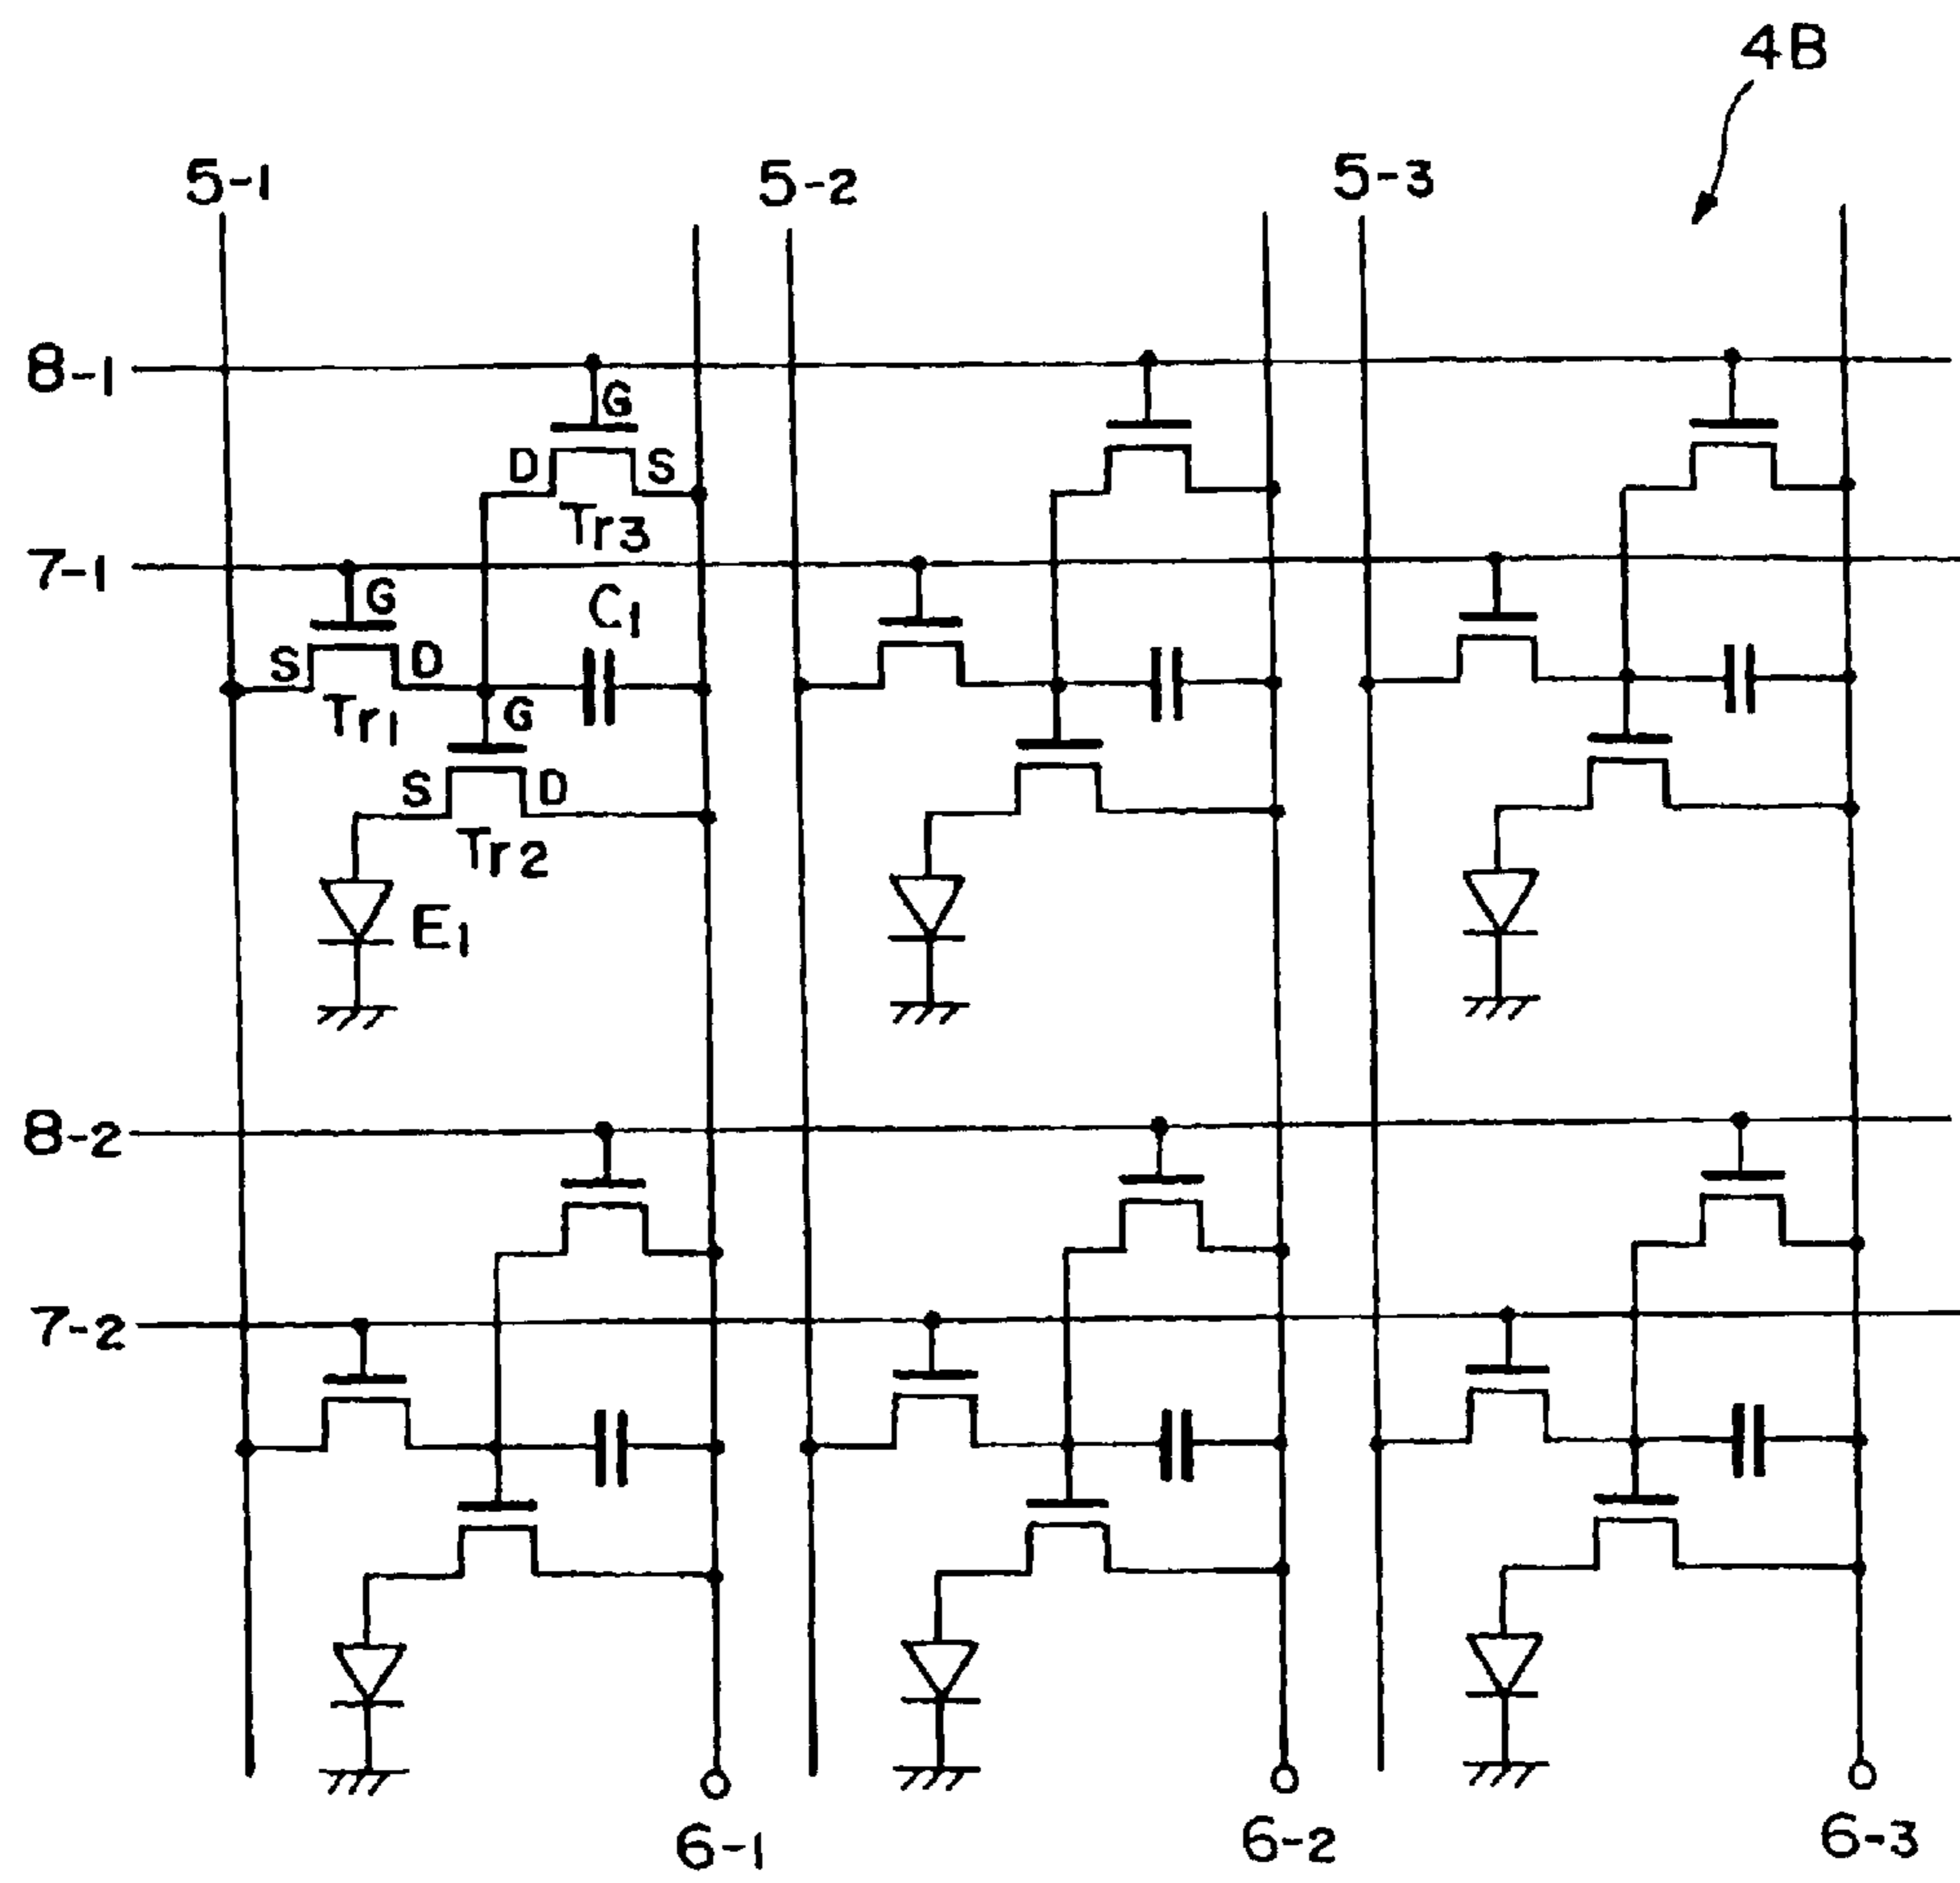 4B
5-1 5-2 5-3
8-1
G
D S
Tr3
7-1
G C1
S D
Tr1 G
S D
Tr2
E1
8-2
7-2
6-1 6-2 6-3